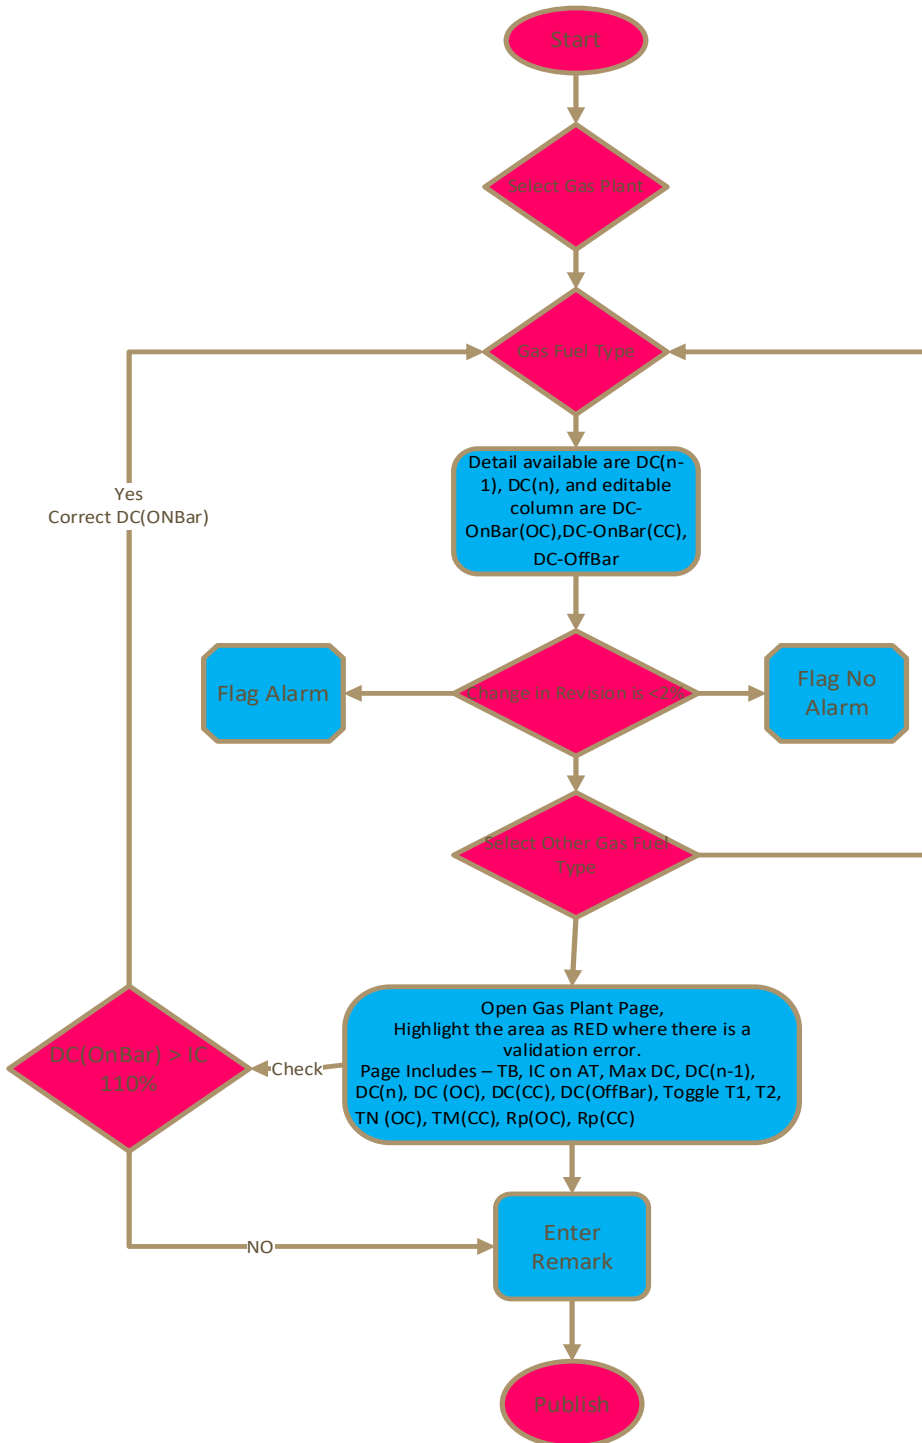 Start
Select Gas Plant
Gas Fuel Type
Detail available are DC(n-
1), DC(n), and editable
column are DC-
OnBar(OC),DC-OnBar(CC),
DC-OffBar
Yes
Correct DC(ONBar)
Flag Alarm
Change in Revision is <2%
Flag No
Alarm
Select Other Gas Fuel
Type
Open Gas Plant Page,
Highlight the area as RED where there is a
validation error.
Page Includes – TB, IC on AT, Max DC, DC(n-1),
DC(n), DC (OC), DC(CC), DC(OffBar), Toggle T1, T2,
TN (OC), TM(CC), Rp(OC), Rp(CC)
Check
DC(OnBar) > IC
110%
Enter
Remark
NO
Publish